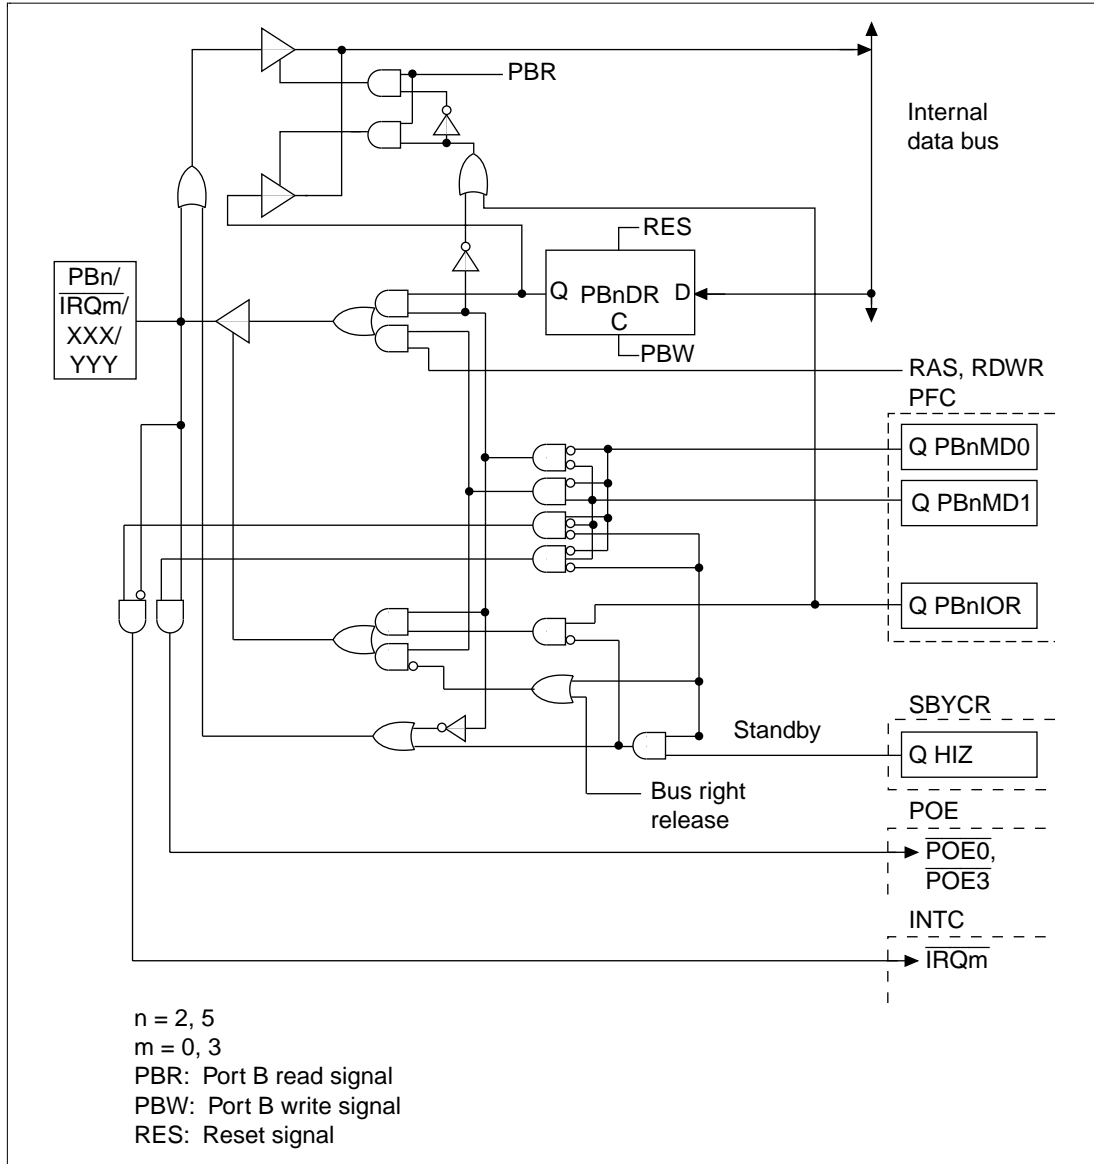 PBR
Internal
data bus
RES
PBn/
IRQm/
XXX/
YYY
Q PBnDR D
C
PBW
RAS, RDWR
PFC
Q PBnMD0
Q PBnMD1
Q PBnIOR
SBYCR
Standby
Q HIZ
Bus right
release
POE
POE0,
POE3
INTC
IRQm
n = 2, 5
m = 0, 3
PBR: Port B read signal
PBW: Port B write signal
RES: Reset signal